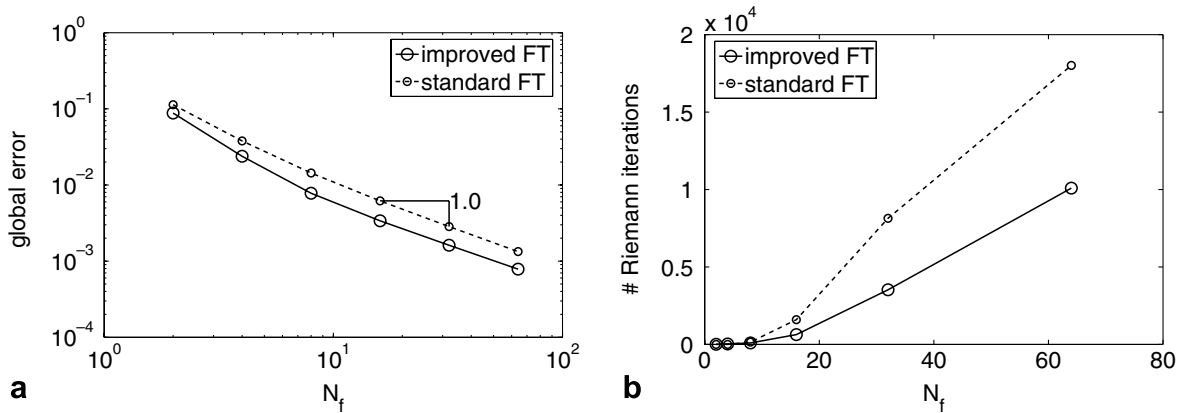 10^0
10^-1
10^-2
10^-3
10^-4
global error
improved FT
standard FT
1.0
10^0
10^1
10^2
N_f
a
x 10^4
2
1.5
1
0.5
0
# Riemann iterations
improved FT
standard FT
0
20
40
60
80
N_f
b